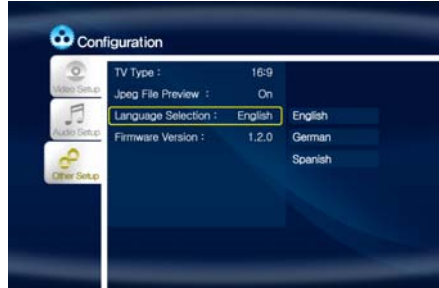 Configuration
Video Setup
Audio Setup
Other Setup
TV Type : 16:9
Jpeg File Preview : On
Language Selection : English
Firmware Version : 1.2.0
English
German
Spanish